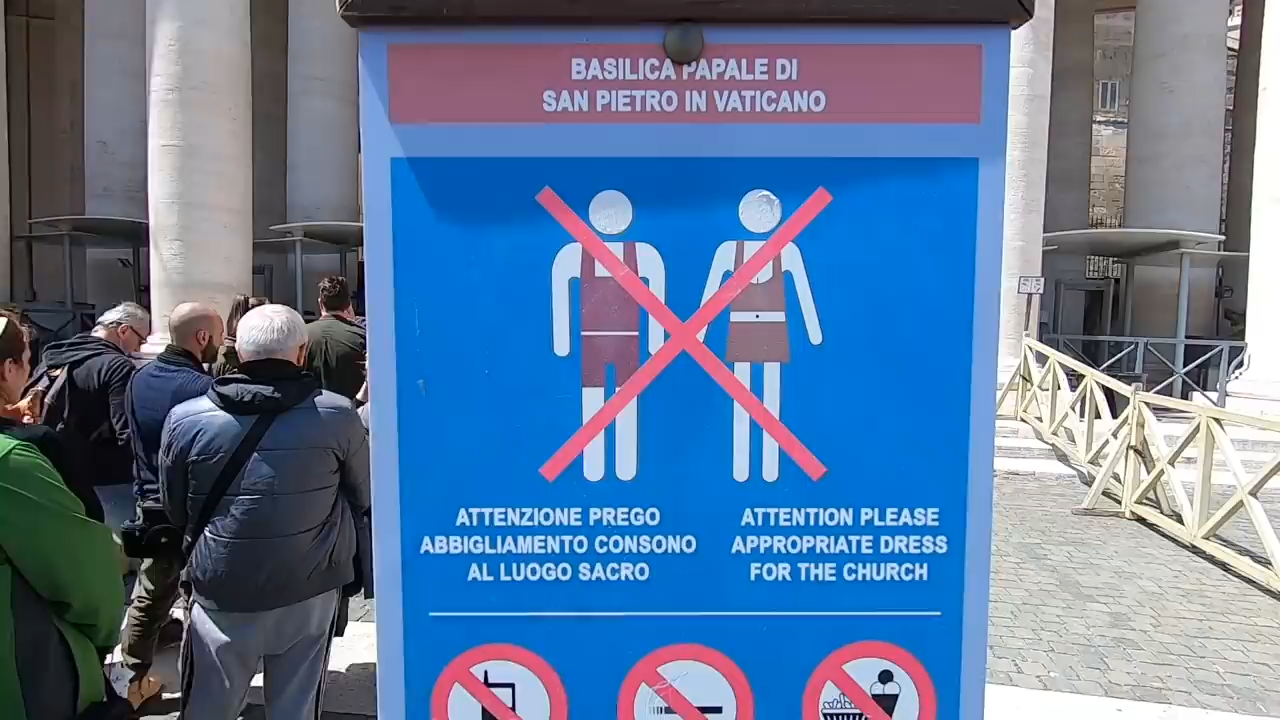 BASILICA PAPALE DI
SAN PIETRO IN VATICANO
ATTENZIONE PREGO
ABBIGLIAMENTO CONSONO
AL LUOGO SACRO
ATTENTION PLEASE
APPROPRIATE DRESS
FOR THE CHURCH